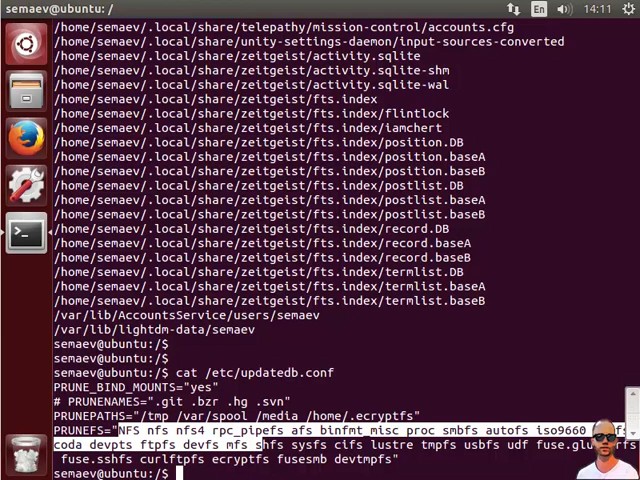 semaev@ubuntu: /
En
14:11
/home/semaev/.local/share/telepathy/mission-control/accounts.cfg
/home/semaev/.local/share/unity-settings-daemon/input-sources-converted
/home/semaev/.local/share/zeitgeist/activity.sqlite
/home/semaev/.local/share/zeitgeist/activity.sqlite-shm
/home/semaev/.local/share/zeitgeist/activity.sqlite-wal
/home/semaev/.local/share/zeitgeist/fts.index
/home/semaev/.local/share/zeitgeist/fts.index/flintlock
/home/semaev/.local/share/zeitgeist/fts.index/iamchert
/home/semaev/.local/share/zeitgeist/fts.index/position.DB
/home/semaev/.local/share/zeitgeist/fts.index/position.baseA
/home/semaev/.local/share/zeitgeist/fts.index/position.baseB
/home/semaev/.local/share/zeitgeist/fts.index/postlist.DB
/home/semaev/.local/share/zeitgeist/fts.index/postlist.baseA
/home/semaev/.local/share/zeitgeist/fts.index/postlist.baseB
/home/semaev/.local/share/zeitgeist/fts.index/record.DB
/home/semaev/.local/share/zeitgeist/fts.index/record.baseA
/home/semaev/.local/share/zeitgeist/fts.index/record.baseB
/home/semaev/.local/share/zeitgeist/fts.index/termlist.DB
/home/semaev/.local/share/zeitgeist/fts.index/termlist.baseA
/home/semaev/.local/share/zeitgeist/fts.index/termlist.baseB
/var/lib/AccountsService/users/semaev
/var/lib/lightdm-data/semaev
semaev@ubuntu:/$
semaev@ubuntu:/$
semaev@ubuntu:/$ cat /etc/updatedb.conf
PRUNE_BIND_MOUNTS="yes"
# PRUNENAMES=".git .bzr .hg .svn"
PRUNEPATHS="/tmp /var/spool /media /home/.ecryptfs"
PRUNEFS="NFS nfs nfs4 rpc_pipefs afs binfmt_misc proc smbfs autofs iso9660
coda devpts ftpfs devfs mfs shfs sysfs cifs lustre tmpfs usbfs udf
fuse.sshfs curlftpfs ecryptfs fusesmb devtmpfs"
semaev@ubuntu:/$